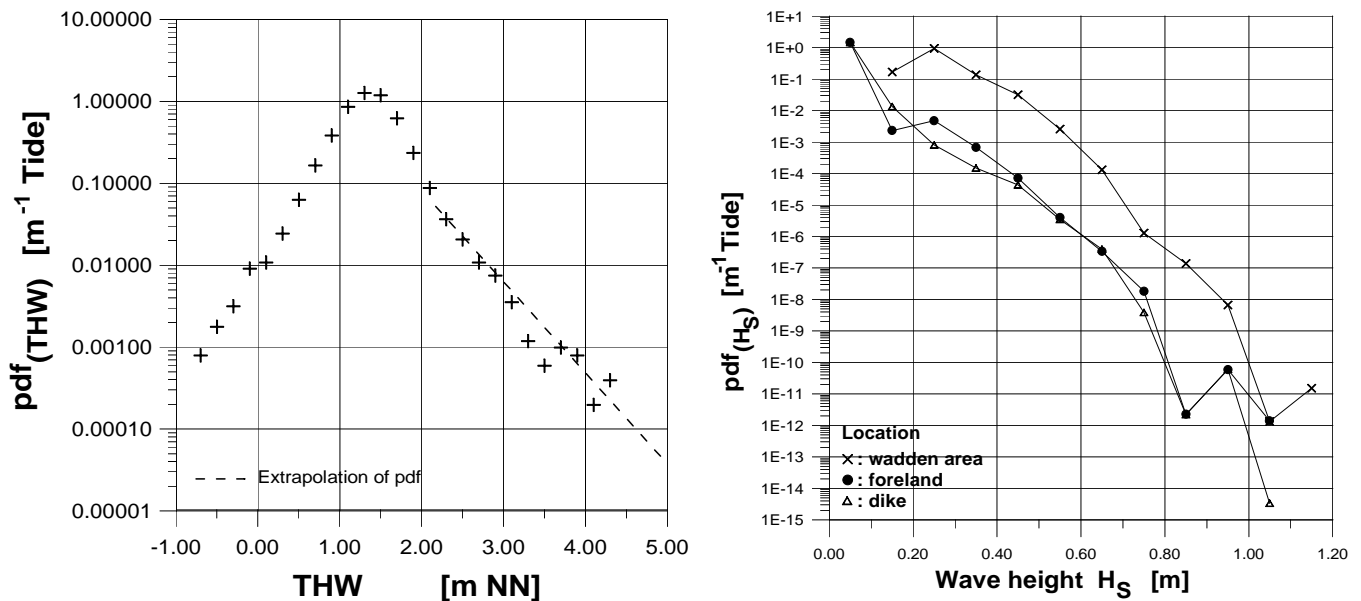 10.00000
1.00000
0.10000
0.01000
0.00100
0.00010
0.00001
pdf(THW) [m-1 Tide]
Extrapolation of pdf
-1.00 0.00 1.00 2.00 3.00 4.00 5.00
THW [m NN]
1E+1
1E+0
1E-1
1E-2
1E-3
1E-4
1E-5
1E-6
1E-7
1E-8
1E-9
1E-10
1E-11
1E-12
1E-13
1E-14
1E-15
pdf(HS) [m-1Tide]
Location
: wadden area
: foreland
: dike
0.00 0.20 0.40 0.60 0.80 1.00 1.20
Wave height HS [m]